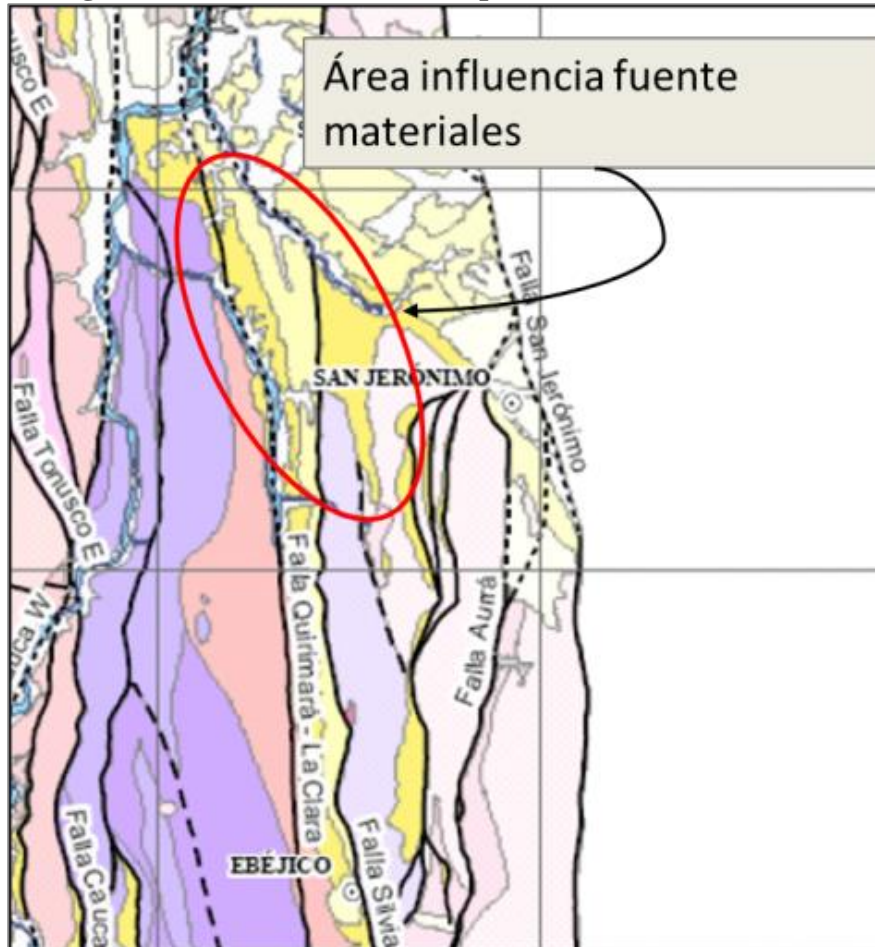 Área influencia fuente
materiales
Falla San Jerónimo
SAN JERÓNIMO
Falla Tonusco E
Falla Quirimará - La Clara
Falla Aurrá
Falla Silvia
Falla Cauca
EBÉJICO